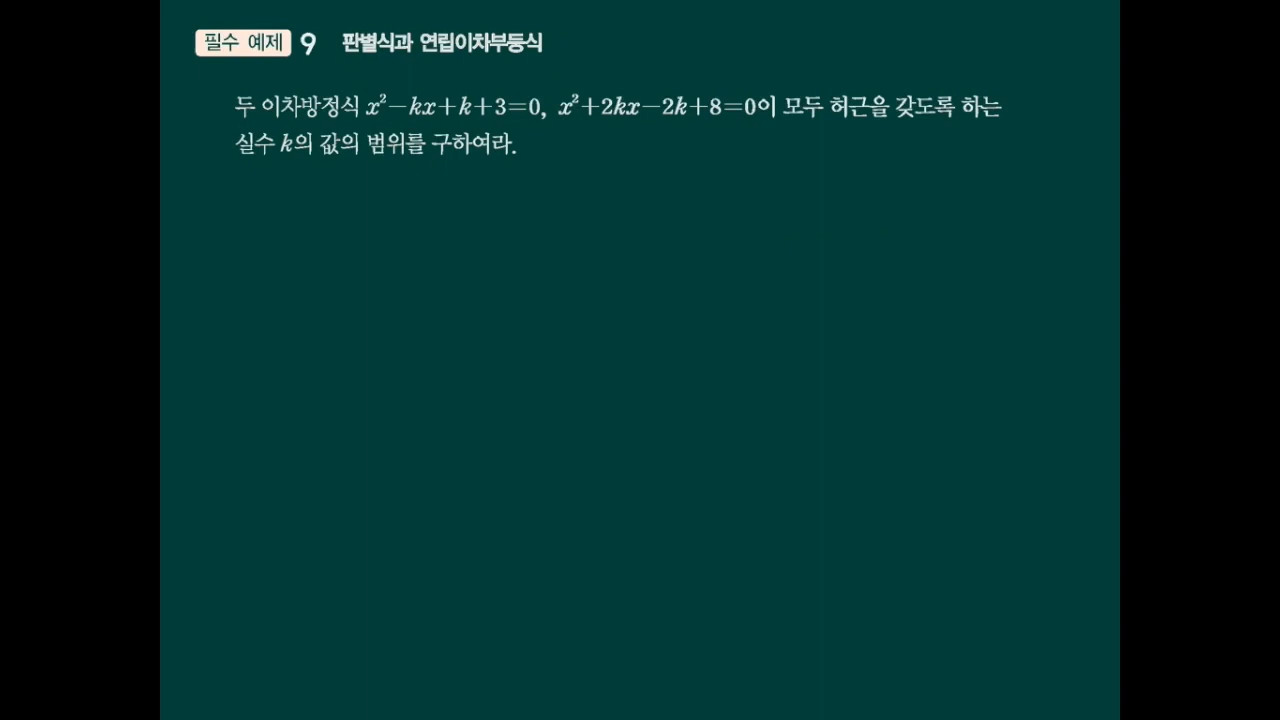 필수 예제 9 판별식과 연립이차부등식
두 이차방정식 x²−kx+k+3=0, x²+2kx−2k+8=0이 모두 허근을 갖도록 하는
실수 k의 값의 범위를 구하여라.